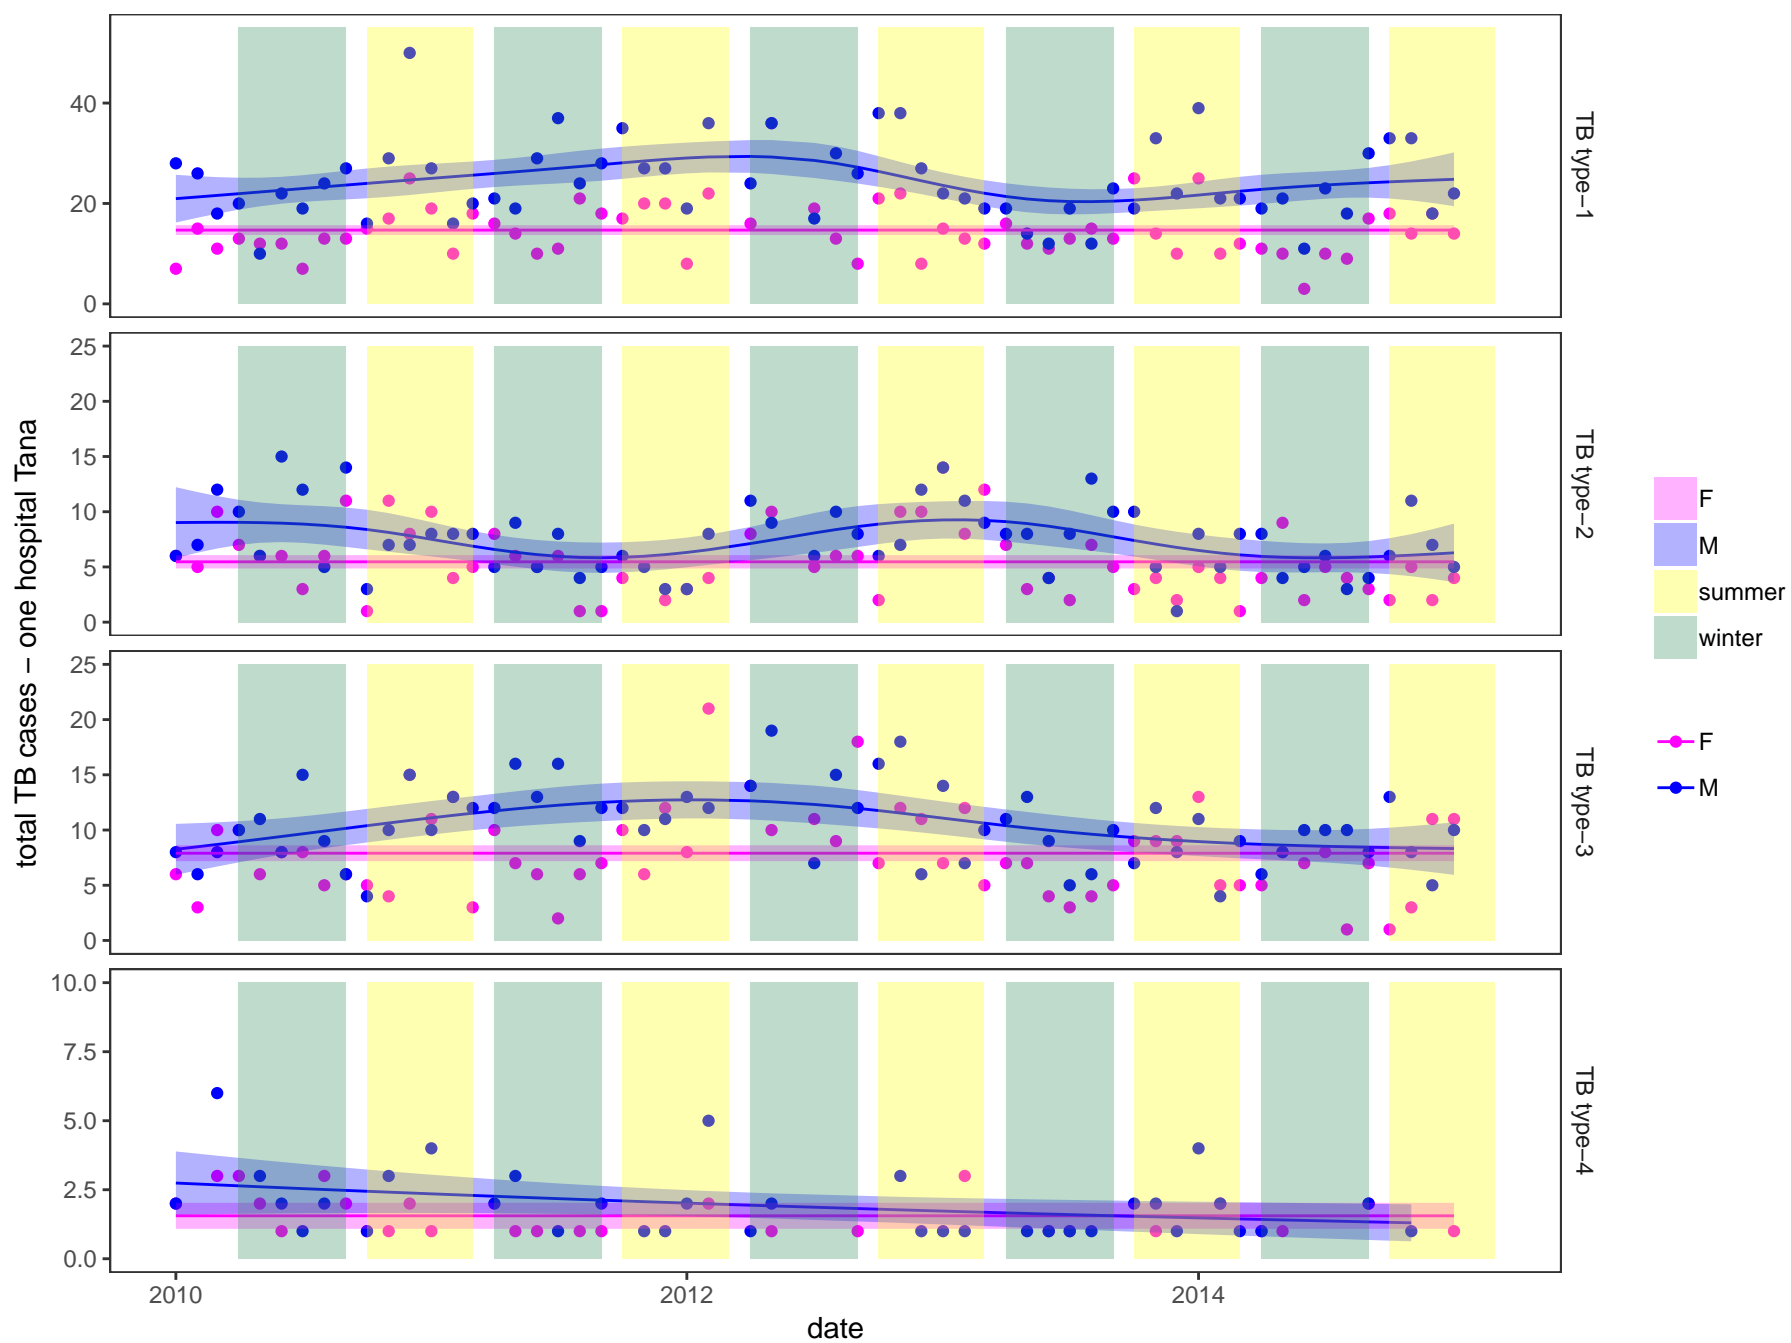 total TB cases – one hospital Tana
40
20
0
TB type−1
25
20
15
10
5
0
TB type−2
25
20
15
10
5
0
TB type−3
10.0
7.5
5.0
2.5
0.0
TB type−4
2010
2012
2014
date
F
M
summer
winter
F
M